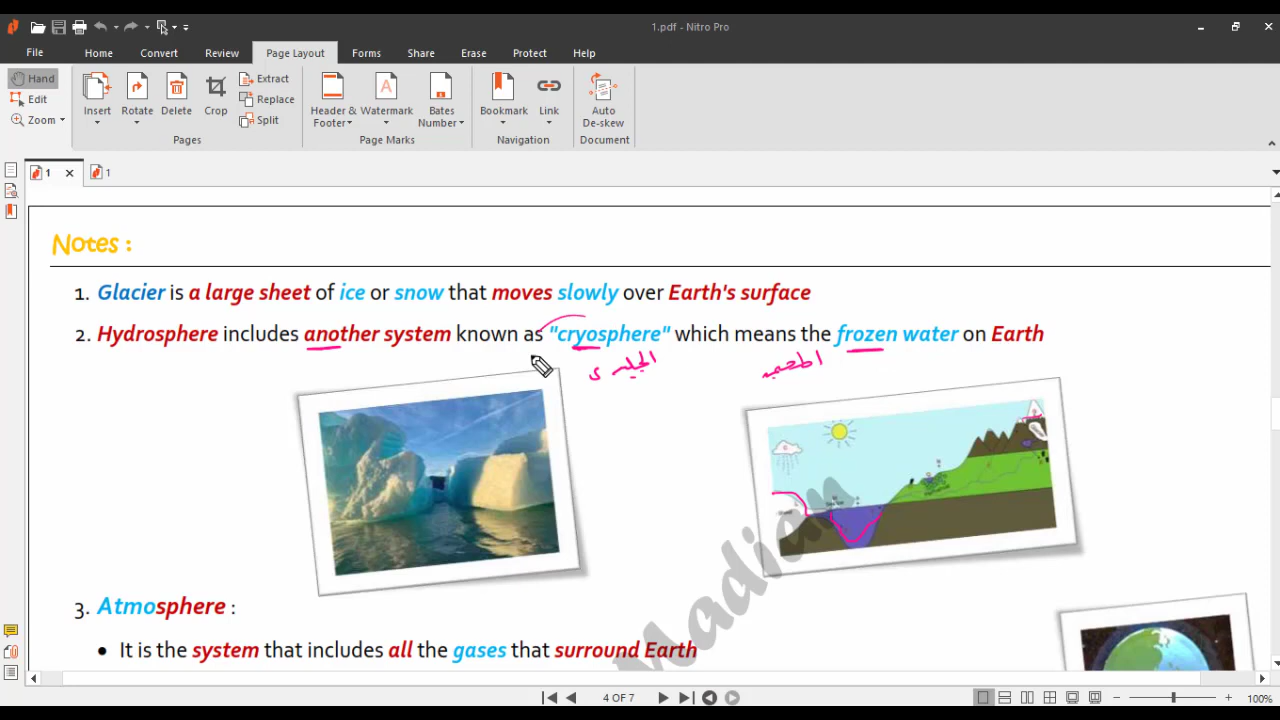 1.pdf - Nitro Pro
File Home Convert Review Page Layout Forms Share Erase Protect Help
Hand
Edit
Zoom
Insert Rotate Delete Crop
Extract
Replace
Split
Pages
Header & Footer Watermark Bates Number
Page Marks
Bookmark Link
Navigation
Auto De-skew
Document
1 1
Notes :
1. Glacier is a large sheet of ice or snow that moves slowly over Earth's surface
2. Hydrosphere includes another system known as "cryosphere" which means the frozen water on Earth
الجليدى
Madian
3. Atmosphere :
• It is the system that includes all the gases that surround Earth
4 OF 7
100%